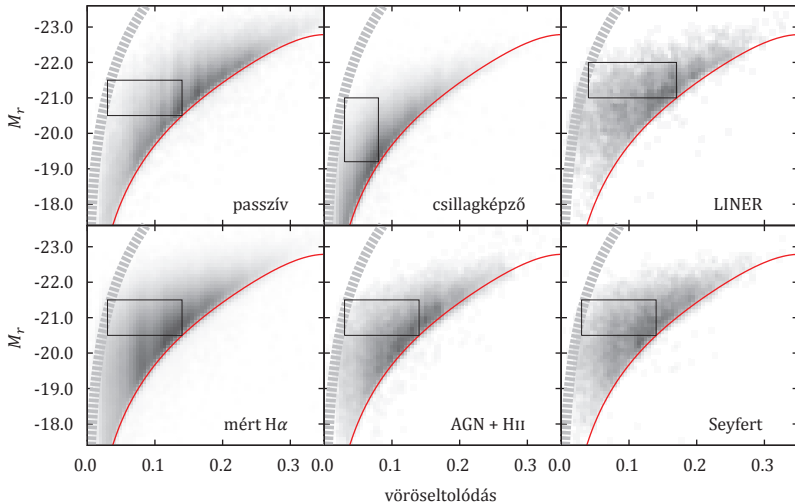 -23.0
-22.0
-21.0
-20.0
-19.0
-18.0
M_r
passzív
csillagképző
LINER
-23.0
-22.0
-21.0
-20.0
-19.0
-18.0
M_r
mért Hα
AGN + HII
Seyfert
0.0 0.1 0.2 0.3 0.0 0.1 0.2 0.3 0.0 0.1 0.2 0.3
vöröseltolódás